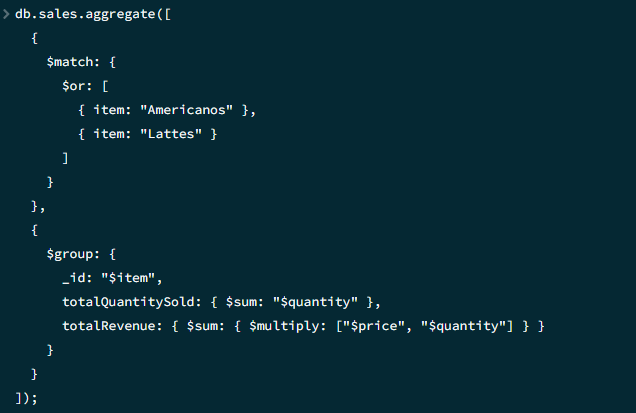 > db.sales.aggregate([
  {
    $match: {
      $or: [
        { item: "Americanos" },
        { item: "Lattes" }
      ]
    }
  },
  {
    $group: {
      _id: "$item",
      totalQuantitySold: { $sum: "$quantity" },
      totalRevenue: { $sum: { $multiply: ["$price", "$quantity"] } }
    }
  }
]);